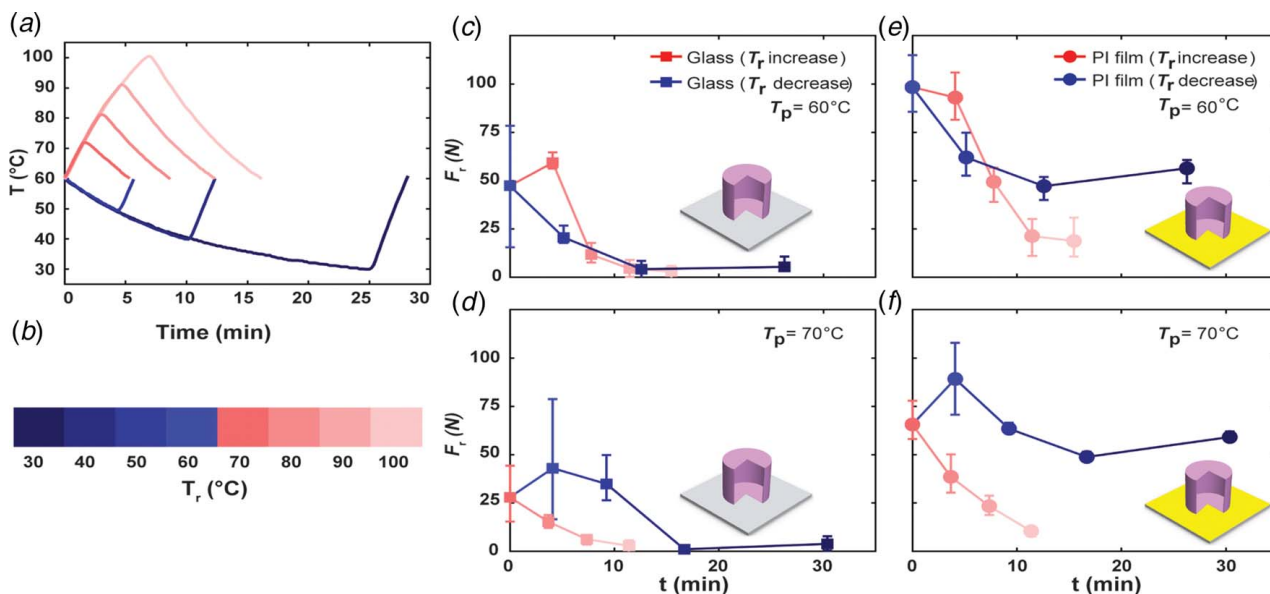 (a)
T (°C)
100
90
80
70
60
50
40
30
0 5 10 15 20 25 30
Time (min)
(b)
30 40 50 60 70 80 90 100
Tr (°C)
(c)
Fr (N)
100
75
50
25
0
Glass (Tr increase)
Glass (Tr decrease)
Tp= 60°C
(e)
PI film (Tr increase)
PI film (Tr decrease)
Tp= 60°C
(d)
Fr (N)
100
75
50
25
0
Tp= 70°C
0 10 20 30
t (min)
(f)
Tp= 70°C
0 10 20 30
t (min)